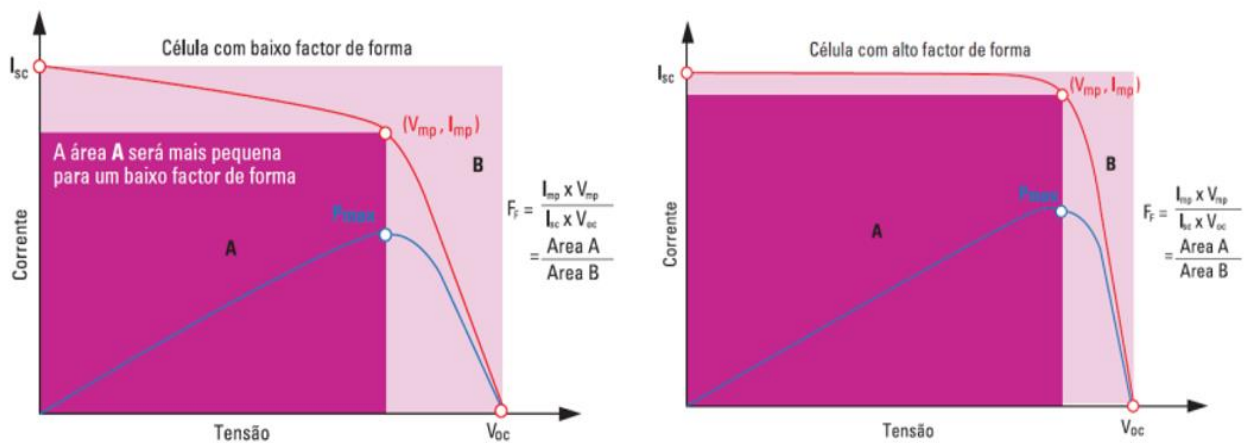 Célula com baixo factor de forma
Isc
(Vmp, Imp)
A área A será mais pequena
para um baixo factor de forma
B
Pmax
A
FF = Imp x Vmp
Isc x Voc
= Area A
Area B
Corrente
Tensão
Voc
Célula com alto factor de forma
Isc
(Vmp, Imp)
B
Pmax
A
FF = Imp x Vmp
Isc x Voc
= Area A
Area B
Corrente
Tensão
Voc